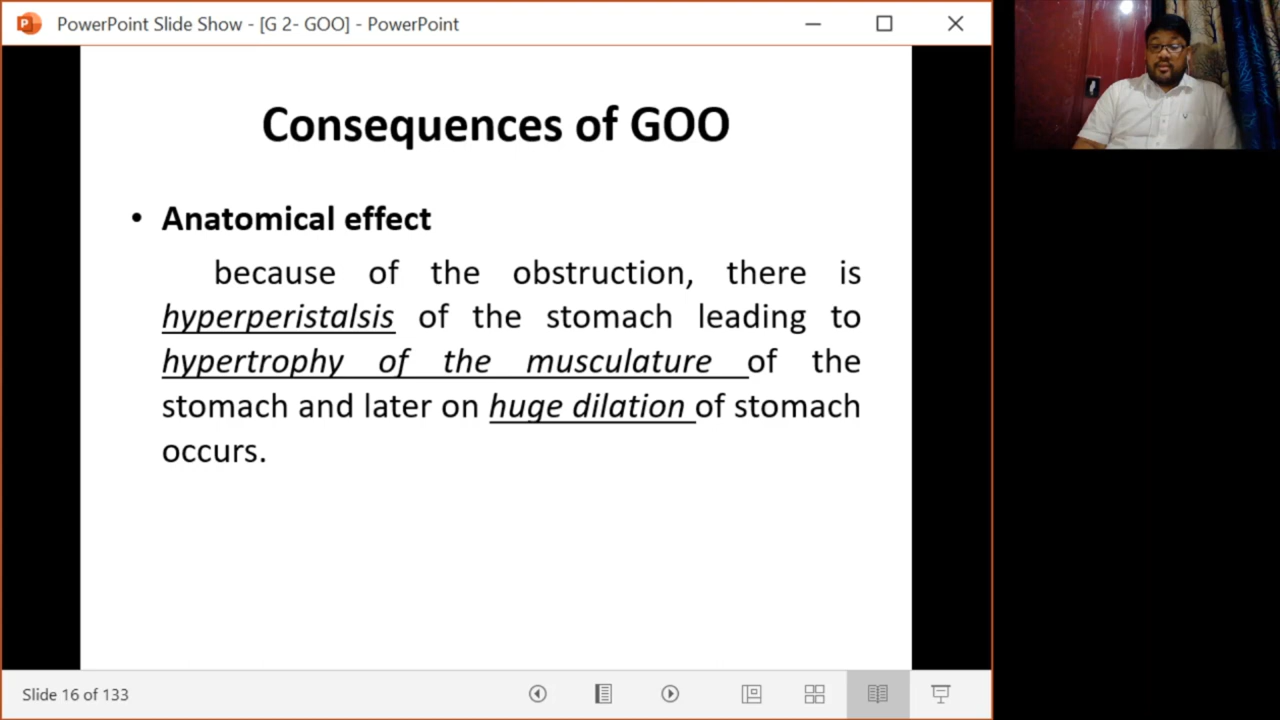 PowerPoint Slide Show - [G 2- GOO] - PowerPoint
Consequences of GOO
• Anatomical effect
because of the obstruction, there is
hyperperistalsis of the stomach leading to
hypertrophy of the musculature of the
stomach and later on huge dilation of stomach
occurs.
Slide 16 of 133